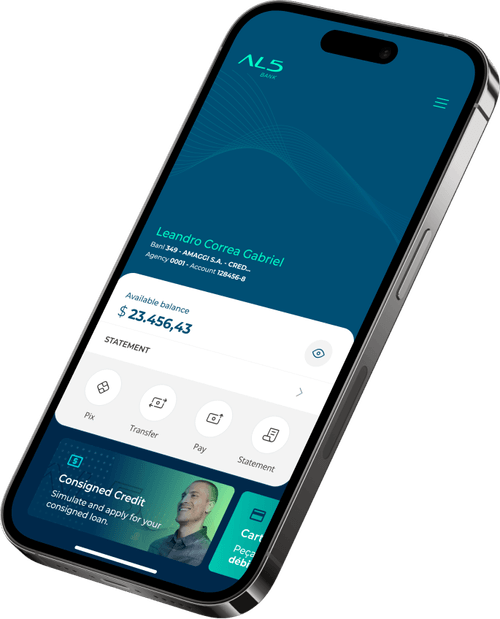 AL5
BANK
Leandro Correa Gabriel
Banl 349 - AMAGGI S.A. - CRED...
Agency 0001 • Account 128456-8
Available balance
$ 23.456,43
STATEMENT
Pix
Transfer
Pay
Statement
Consigned Credit
Simulate and apply for your
consigned loan.
Cart
Peça
débi